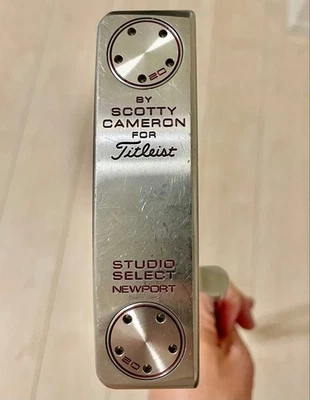 20
BY
SCOTTY
CAMERON
FOR
Titleist
STUDIO
SELECT
NEWPORT
20